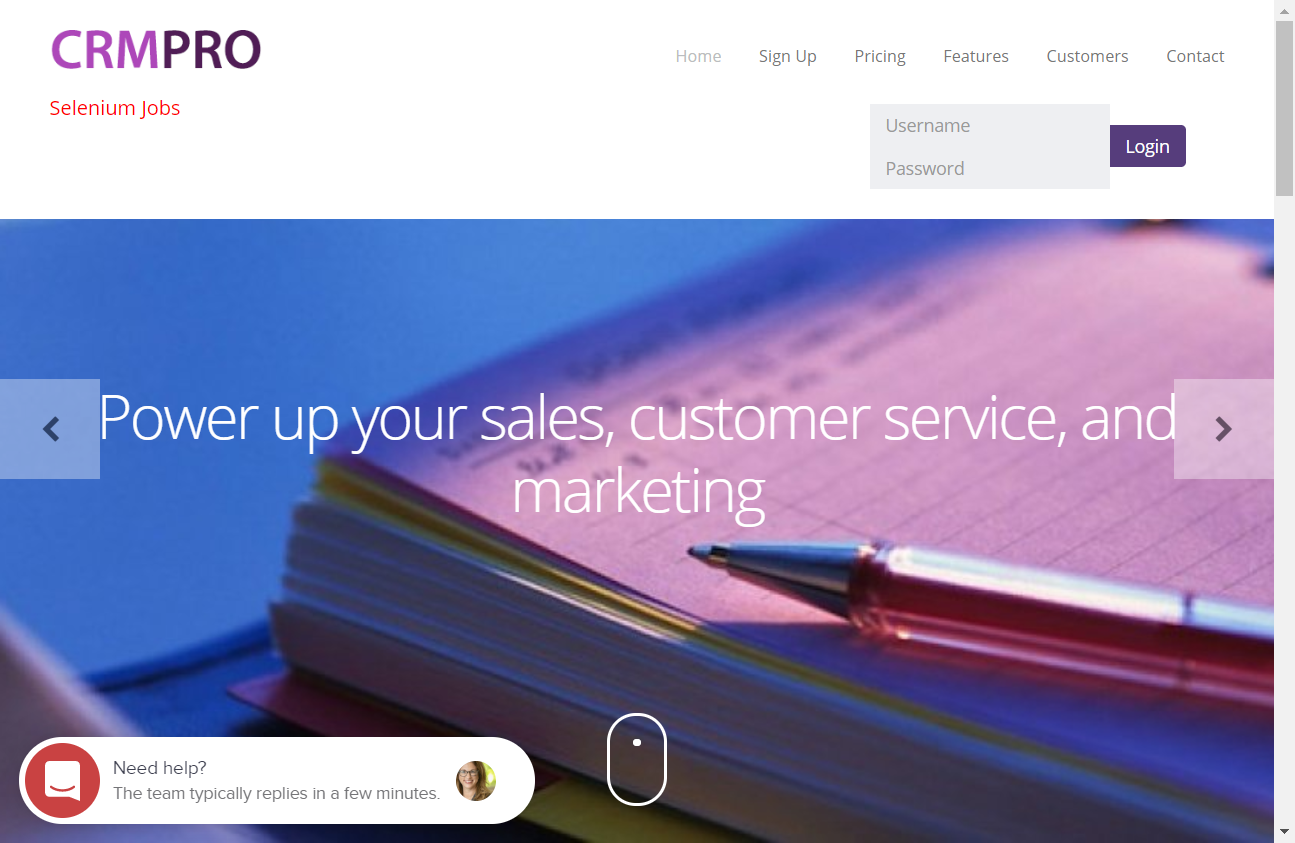 CRMPRO
Home Sign Up Pricing Features Customers Contact
Selenium Jobs
Username
Password
Login
Power up your sales, customer service, and
marketing
Need help?
The team typically replies in a few minutes.